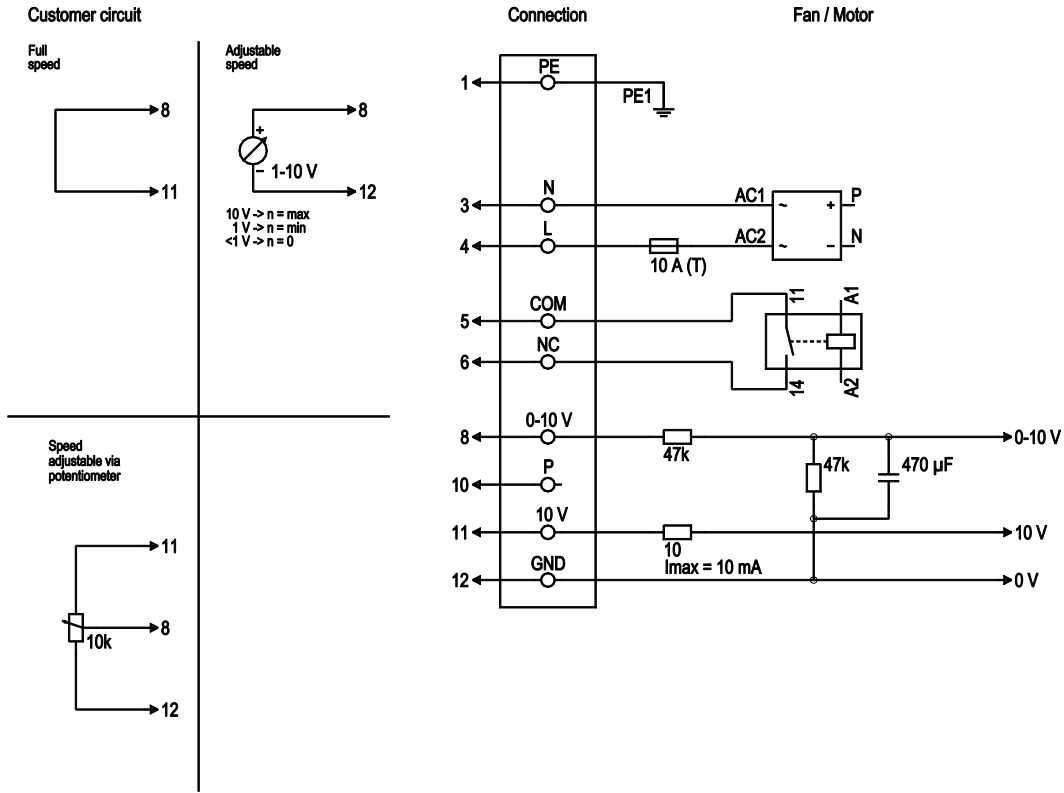 Customer circuit
Connection
Fan / Motor
Full
speed
8
11
Adjustable
speed
8
+
–
1-10 V
12
10 V -> n = max
1 V -> n = min
<1 V -> n = 0
Speed
adjustable via
potentiometer
11
8
10k
12
1
PE
PE1
3
N
AC1
~
+
P
4
L
10 A (T)
AC2
~
–
N
5
COM
11
A1
6
NC
14
A2
8
0-10 V
47k
47k
470 µF
0-10 V
10
P
11
10 V
10
Imax = 10 mA
10 V
12
GND
0 V